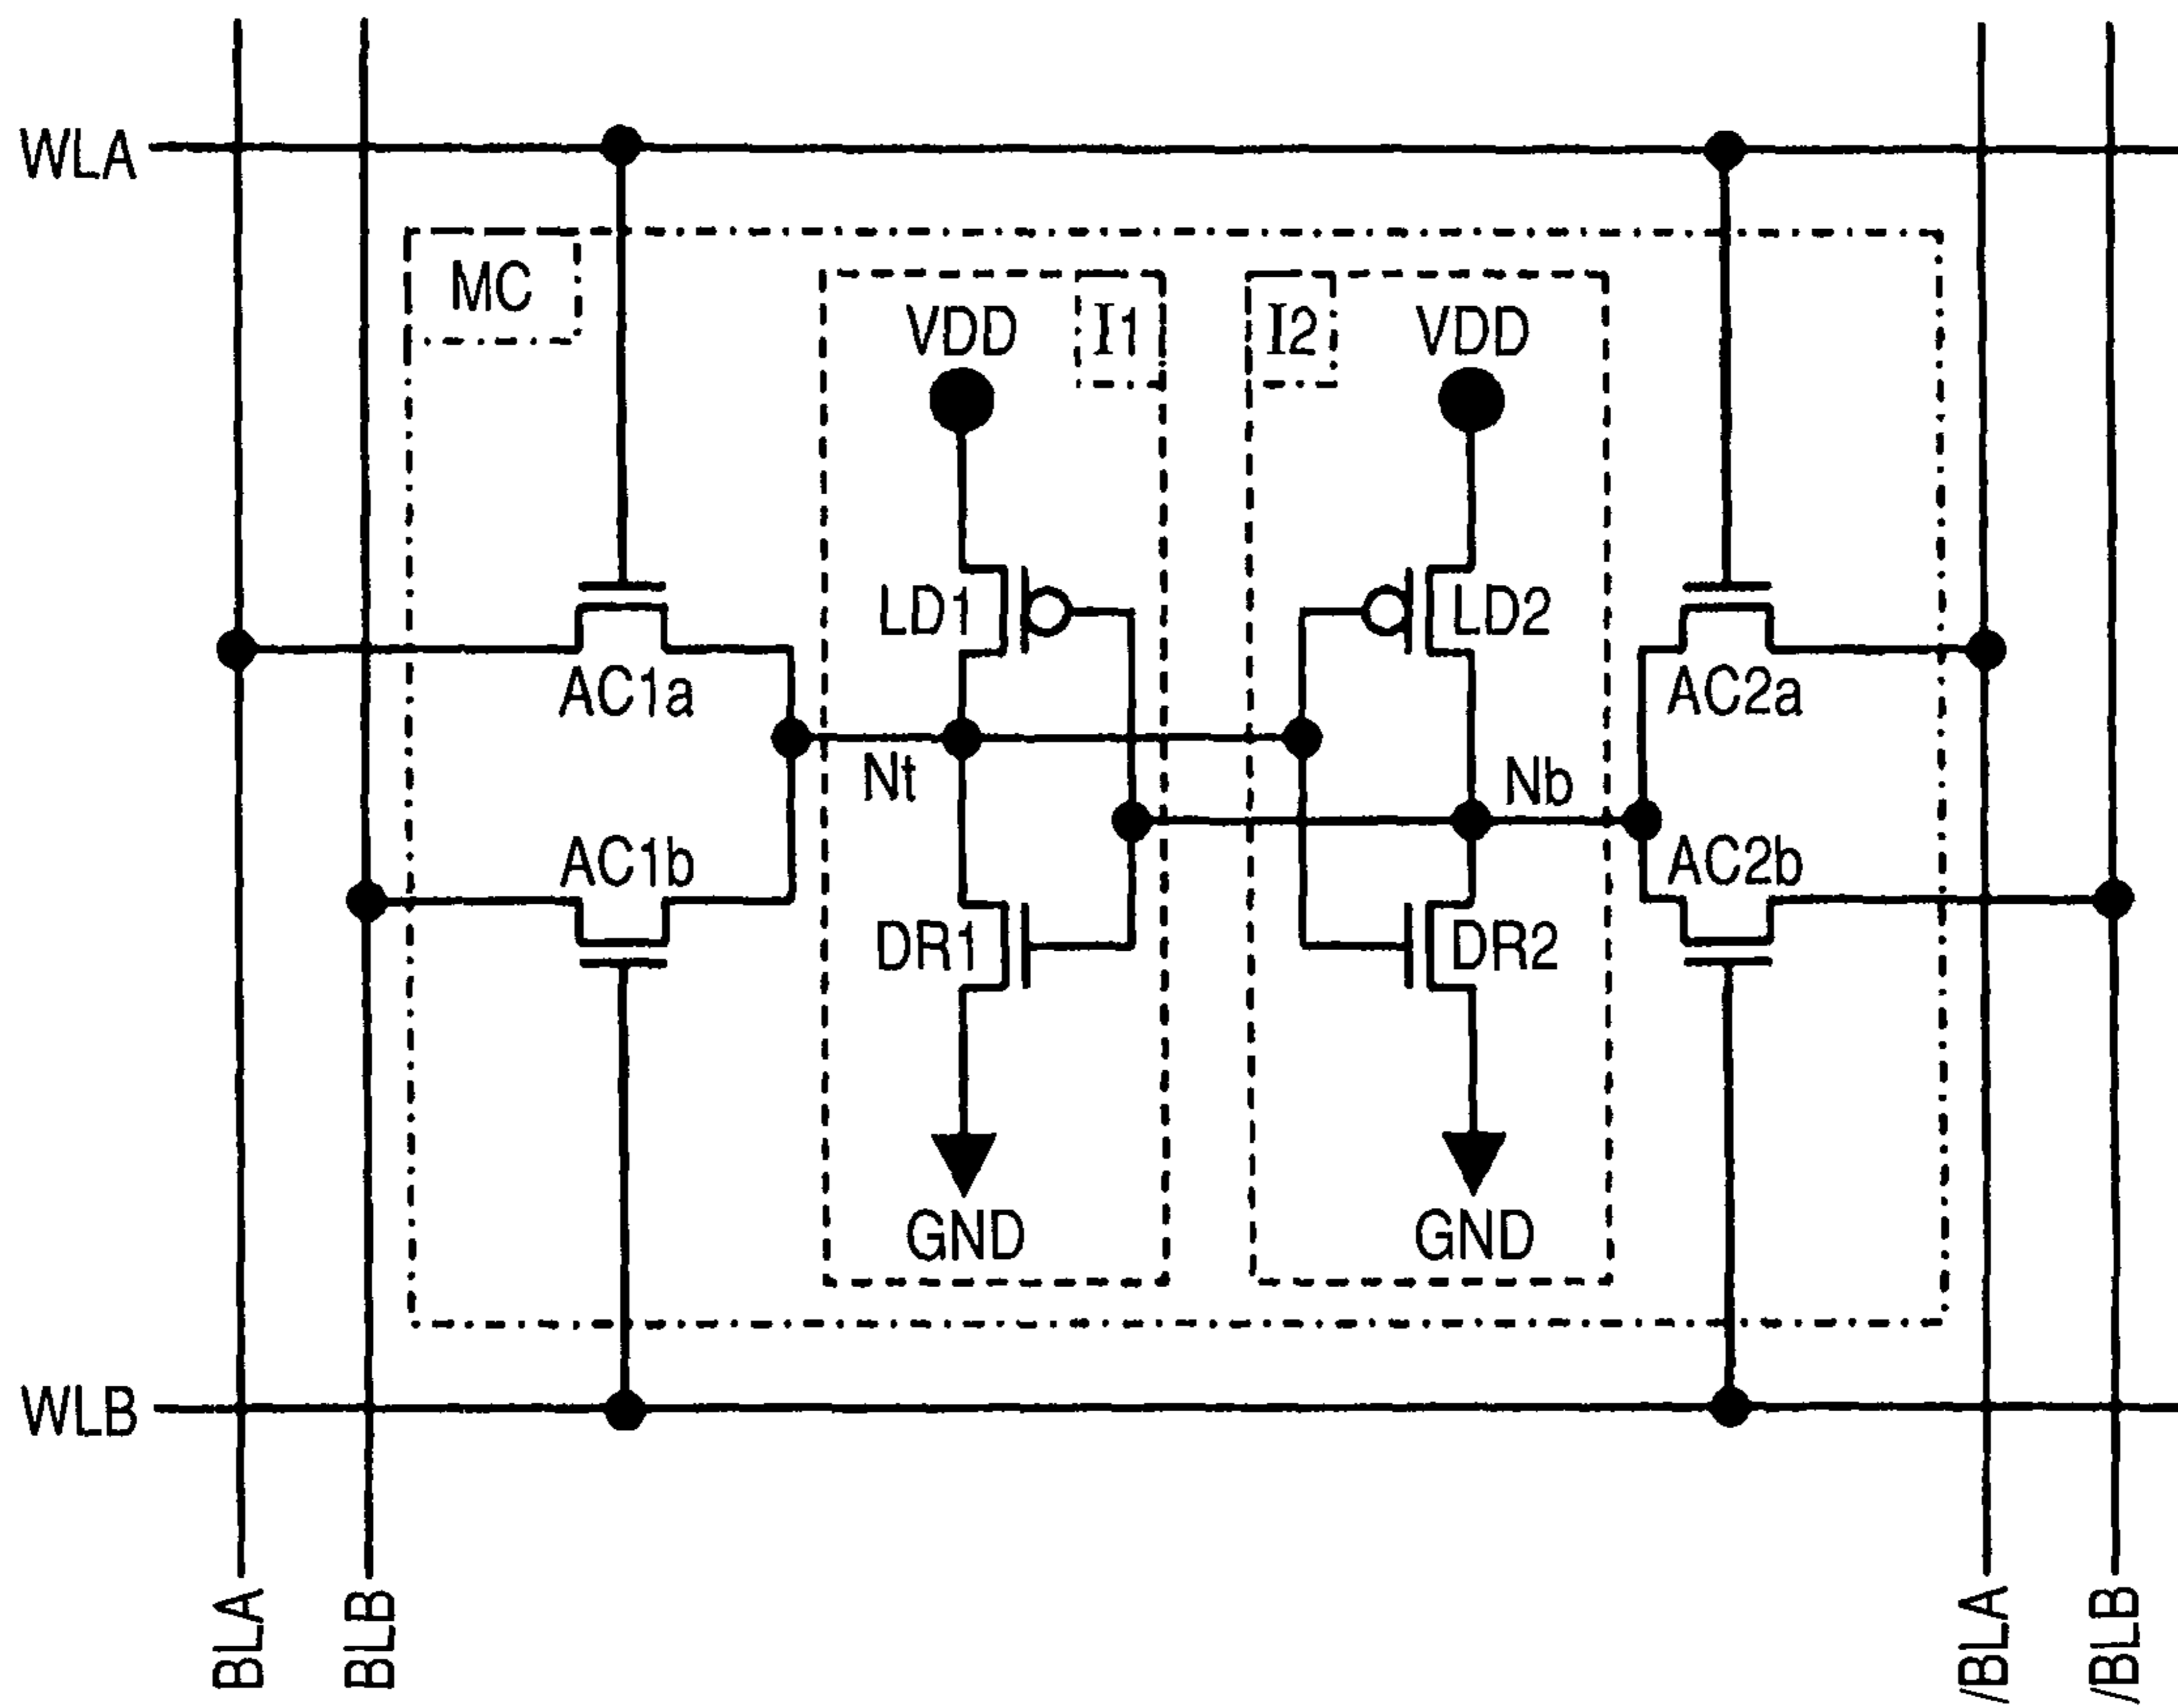 WLA
MC
VDD
I1
I2
VDD
LD1
LD2
AC1a
AC2a
Nt
Nb
AC1b
AC2b
DR1
DR2
GND
GND
WLB
BLA
BLB
/BLA
/BLB